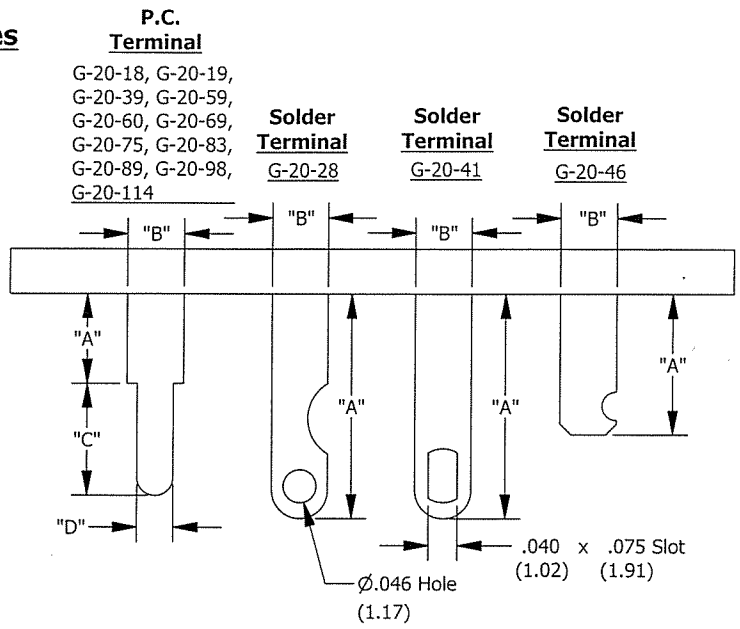 es
P.C.
Terminal
G-20-18, G-20-19,
G-20-39, G-20-59,
G-20-60, G-20-69,
G-20-75, G-20-83,
G-20-89, G-20-98,
G-20-114
Solder
Terminal
G-20-28
Solder
Terminal
G-20-41
Solder
Terminal
G-20-46
"B"
"B"
"B"
"B"
"A"
"A"
"A"
"A"
"C"
"D"
.040 x .075 Slot
(1.02) (1.91)
Ø.046 Hole
(1.17)